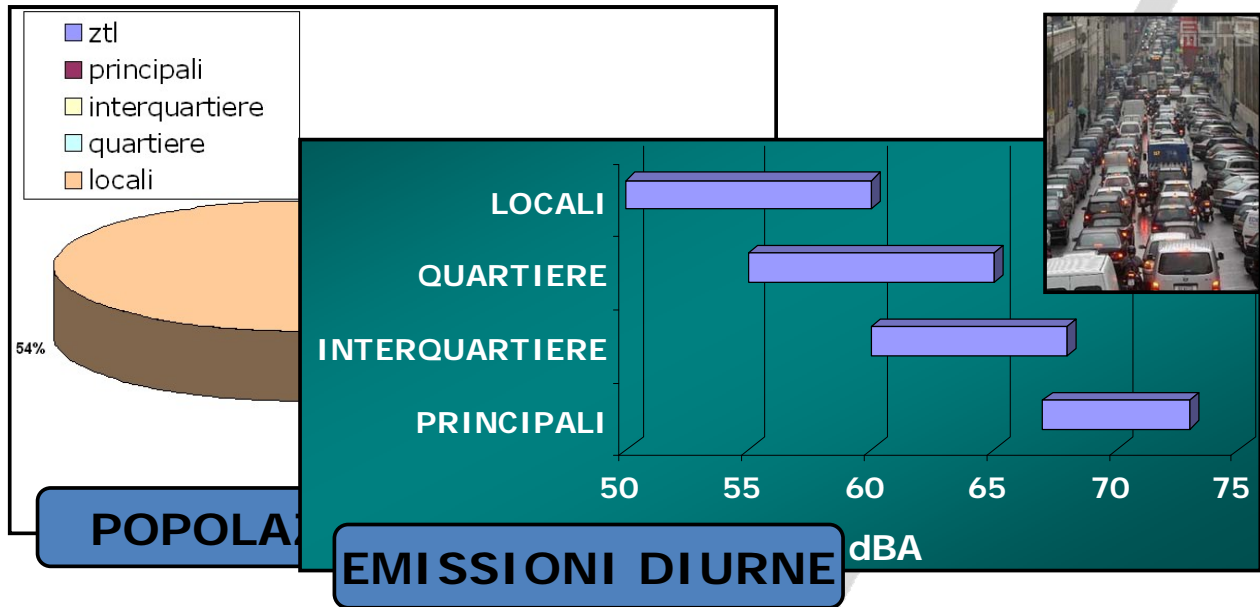 ztl
principali
interquartiere
quartiere
locali
54%
POPOLAZ
LOCALI
QUARTIERE
INTERQUARTIERE
PRINCIPALI
50 55 60 65 70 75
dBA
EMISSIONI DIURNE